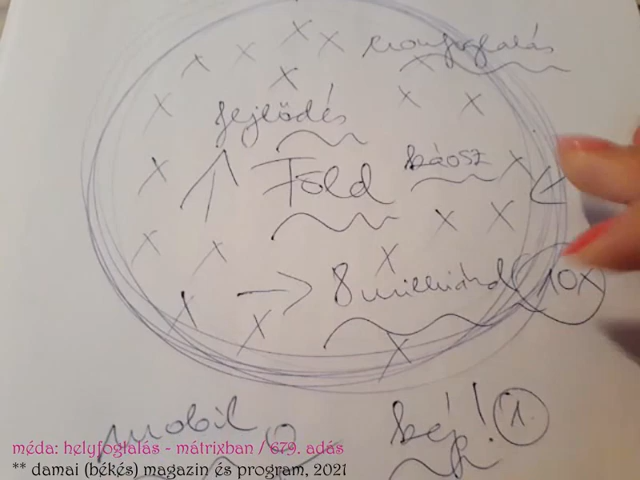 fejlődés
káosz
Föld
8 milliárd 10x
mobil
kép! 1.
méda: helyfoglalás - mátrixban / 679. adás
** damai (békés) magazin és program, 2021